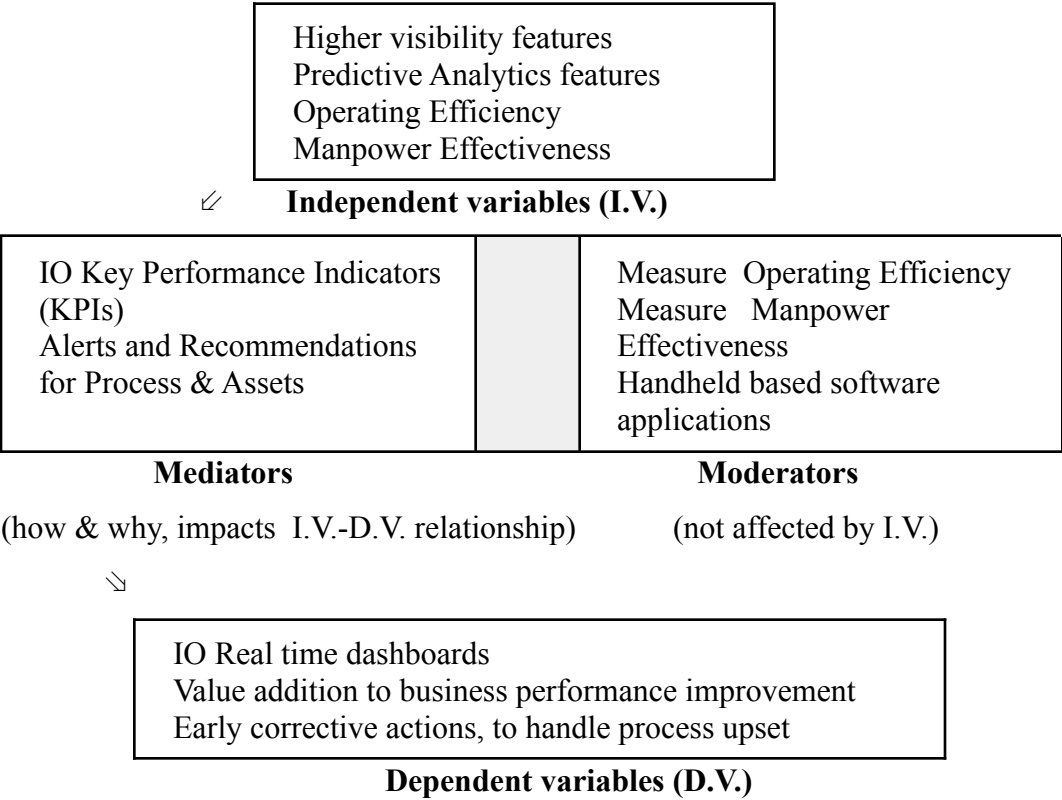 Higher visibility features
Predictive Analytics features
Operating Efficiency
Manpower Effectiveness
Independent variables (I.V.)
IO Key Performance Indicators
(KPIs)
Alerts and Recommendations
for Process & Assets
Measure Operating Efficiency
Measure Manpower
Effectiveness
Handheld based software
applications
Mediators
Moderators
(how & why, impacts I.V.-D.V. relationship)
(not affected by I.V.)
IO Real time dashboards
Value addition to business performance improvement
Early corrective actions, to handle process upset
Dependent variables (D.V.)